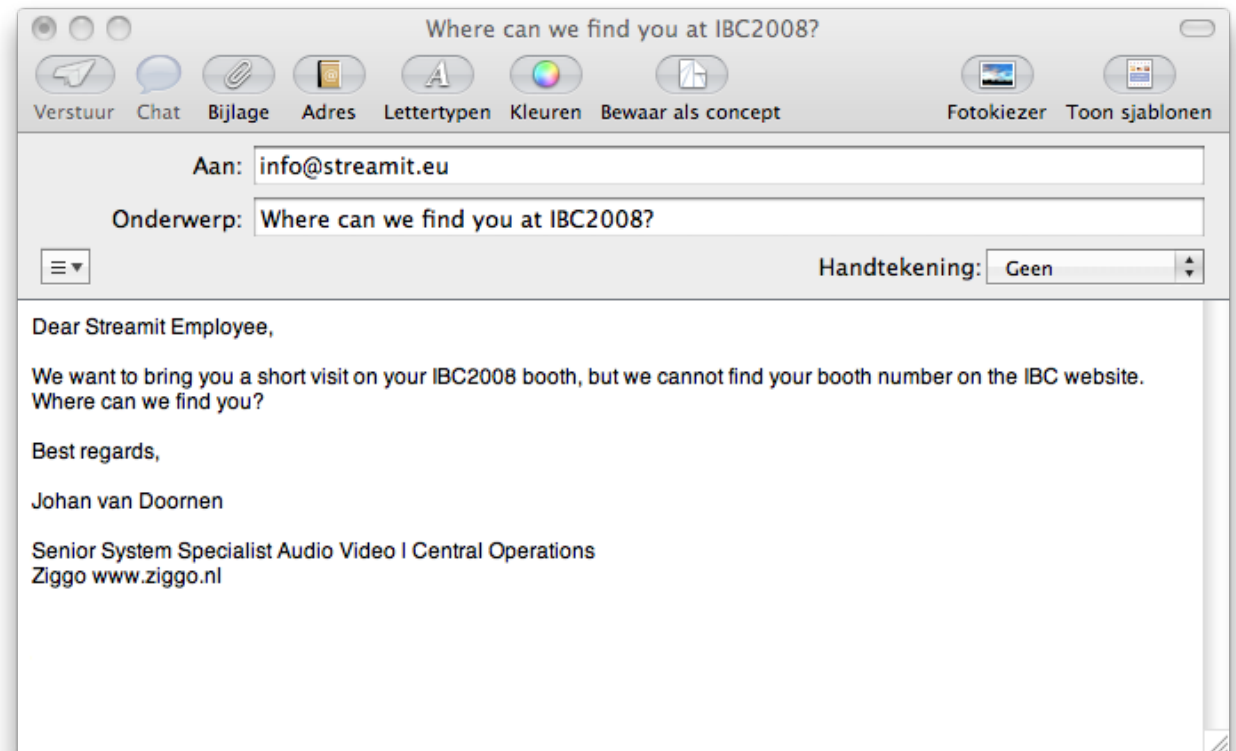 Where can we find you at IBC2008?
Verstuur Chat Bijlage Adres Lettertypen Kleuren Bewaar als concept Fotokiezer Toon sjablonen
Aan: info@streamit.eu
Onderwerp: Where can we find you at IBC2008?
Handtekening: Geen
Dear Streamit Employee,
We want to bring you a short visit on your IBC2008 booth, but we cannot find your booth number on the IBC website.
Where can we find you?
Best regards,
Johan van Doornen
Senior System Specialist Audio Video l Central Operations
Ziggo www.ziggo.nl